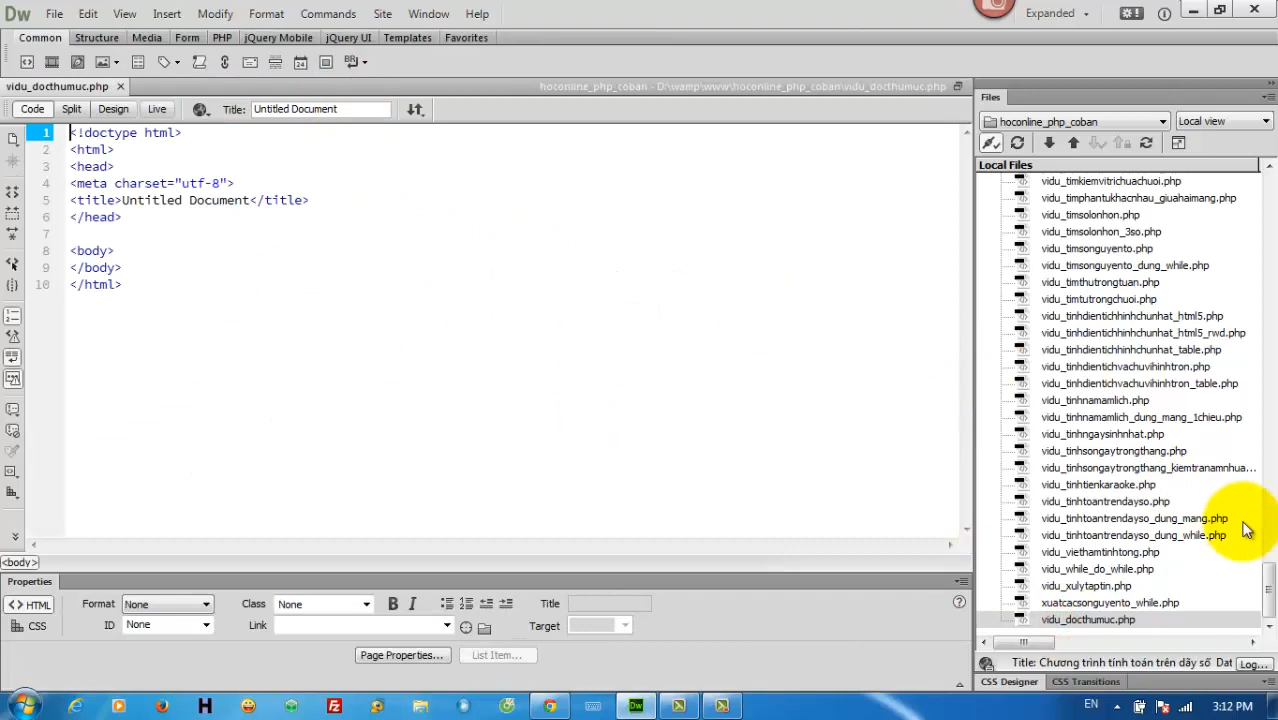 Dw File Edit View Insert Modify Format Commands Site Window Help Expanded
Common Structure Media Form PHP jQuery Mobile jQuery UI Templates Favorites
vidu_docthumuc.php
hoconline_php_coban - D:\wamp\www\hoconline_php_coban\vidu_docthumuc.php
Code Split Design Live Title: Untitled Document
1 <!doctype html>
2 <html>
3 <head>
4 <meta charset="utf-8">
5 <title>Untitled Document</title>
6 </head>
7
8 <body>
9 </body>
10 </html>
<body>
Properties
HTML Format None Class None B I Title
CSS ID None Link Target
Page Properties... List Item...
Files
hoconline_php_coban Local view
Local Files
vidu_timkiemvitrichuachuoi.php
vidu_timphantukhacnhau_giuahaimang.php
vidu_timsolonhon.php
vidu_timsolonhon_3so.php
vidu_timsonguyento.php
vidu_timsonguyento_dung_while.php
vidu_timthutrongtuan.php
vidu_timtutrongchuoi.php
vidu_tinhdientichhinhchunhat_html5.php
vidu_tinhdientichhinhchunhat_html5_rwd.php
vidu_tinhdientichhinhchunhat_table.php
vidu_tinhdientichvachuvihinhtron.php
vidu_tinhdientichvachuvihinhtron_table.php
vidu_tinhnamamlich.php
vidu_tinhnamamlich_dung_mang_1chieu.php
vidu_tinhngaysinhnhat.php
vidu_tinhsongaytrongthang.php
vidu_tinhsongaytrongthang_kiemtranamnhua...
vidu_tinhtienkaraoke.php
vidu_tinhtoantrendayso.php
vidu_tinhtoantrendayso_dung_mang.php
vidu_tinhtoantrendayso_dung_while.php
vidu_viethamtinhtong.php
vidu_while_do_while.php
vidu_xulytaptin.php
xuatcacsonguyento_while.php
vidu_docthumuc.php
Title: Chương trình tính toán trên dãy số Dat Log...
CSS Designer CSS Transitions
EN 3:12 PM